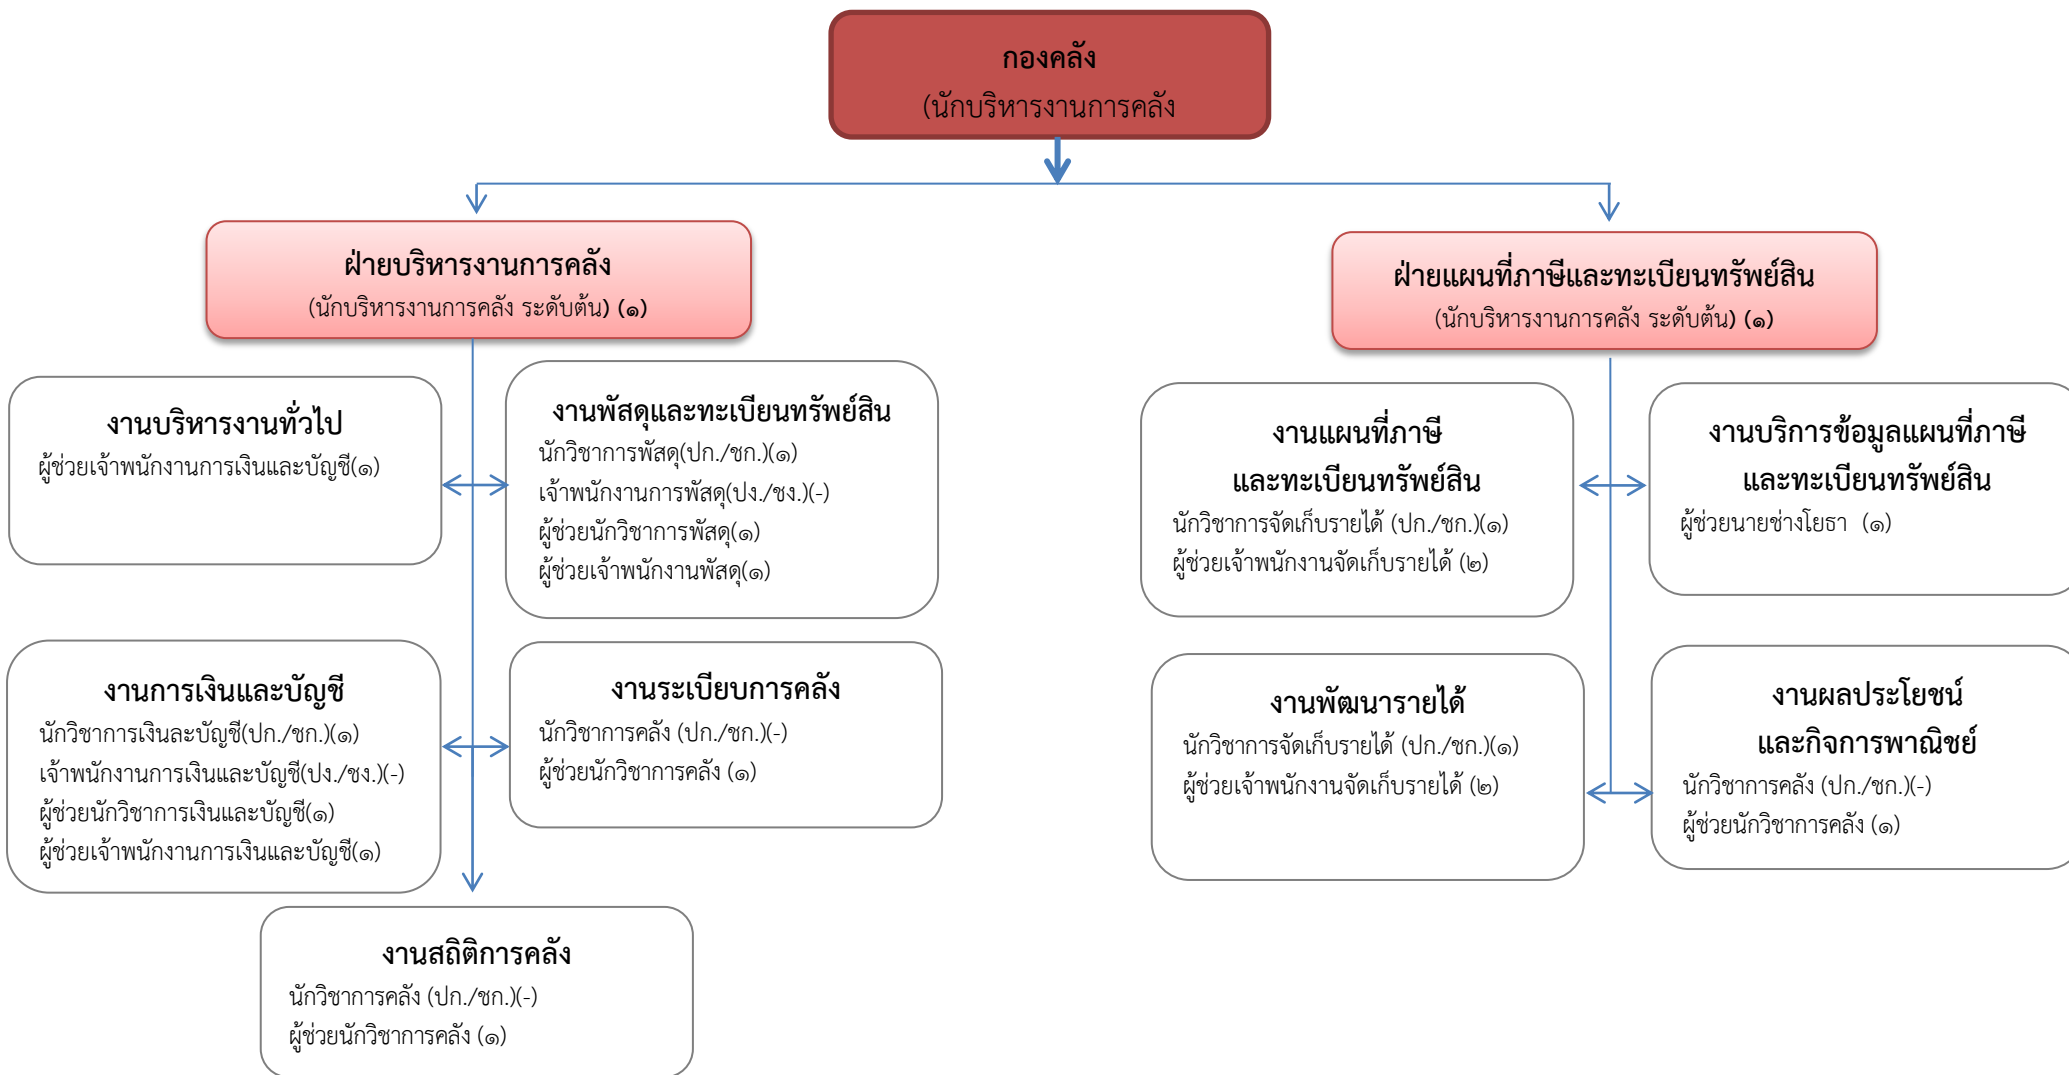 กองคลัง
(นักบริหารงานการคลัง
ฝ่ายบริหารงานการคลัง
(นักบริหารงานการคลัง ระดับต้น) (๑)
ฝ่ายแผนที่ภาษีและทะเบียนทรัพย์สิน
(นักบริหารงานการคลัง ระดับต้น) (๑)
งานบริหารงานทั่วไป
ผู้ช่วยเจ้าพนักงานการเงินและบัญชี(๑)
งานพัสดุและทะเบียนทรัพย์สิน
นักวิชาการพัสดุ(ปก./ชก.)(๑)
เจ้าพนักงานการพัสดุ(ปง./ชง.)(-)
ผู้ช่วยนักวิชาการพัสดุ(๑)
ผู้ช่วยเจ้าพนักงานพัสดุ(๑)
งานการเงินและบัญชี
นักวิชาการเงินละบัญชี(ปก./ชก.)(๑)
เจ้าพนักงานการเงินและบัญชี(ปง./ชง.)(-)
ผู้ช่วยนักวิชาการเงินและบัญชี(๑)
ผู้ช่วยเจ้าพนักงานการเงินและบัญชี(๑)
งานระเบียบการคลัง
นักวิชาการคลัง (ปก./ชก.)(-)
ผู้ช่วยนักวิชาการคลัง (๑)
งานสถิติการคลัง
นักวิชาการคลัง (ปก./ชก.)(-)
ผู้ช่วยนักวิชาการคลัง (๑)
งานแผนที่ภาษี
และทะเบียนทรัพย์สิน
นักวิชาการจัดเก็บรายได้ (ปก./ชก.)(๑)
ผู้ช่วยเจ้าพนักงานจัดเก็บรายได้ (๒)
งานบริการข้อมูลแผนที่ภาษี
และทะเบียนทรัพย์สิน
ผู้ช่วยนายช่างโยธา (๑)
งานพัฒนารายได้
นักวิชาการจัดเก็บรายได้ (ปก./ชก.)(๑)
ผู้ช่วยเจ้าพนักงานจัดเก็บรายได้ (๒)
งานผลประโยชน์
และกิจการพาณิชย์
นักวิชาการคลัง (ปก./ชก.)(-)
ผู้ช่วยนักวิชาการคลัง (๑)